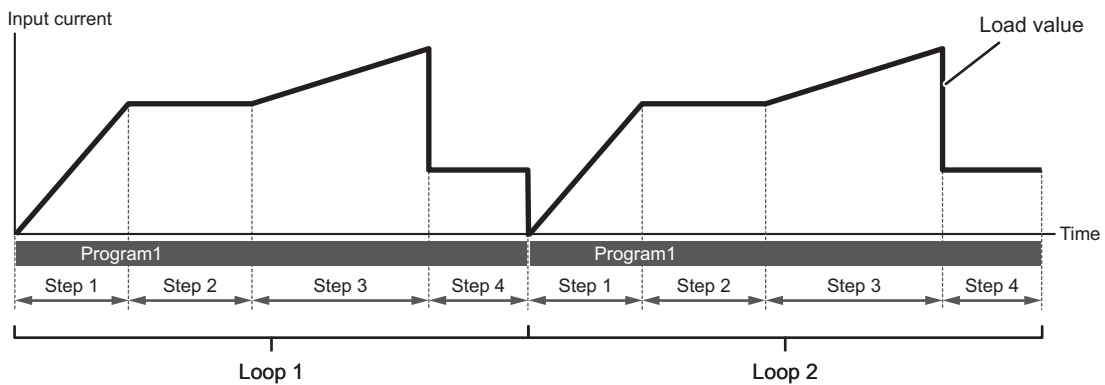 Input current
Load value
Time
Program1 Program1
Step 1 Step 2 Step 3 Step 4 Step 1 Step 2 Step 3 Step 4
Loop 1 Loop 2